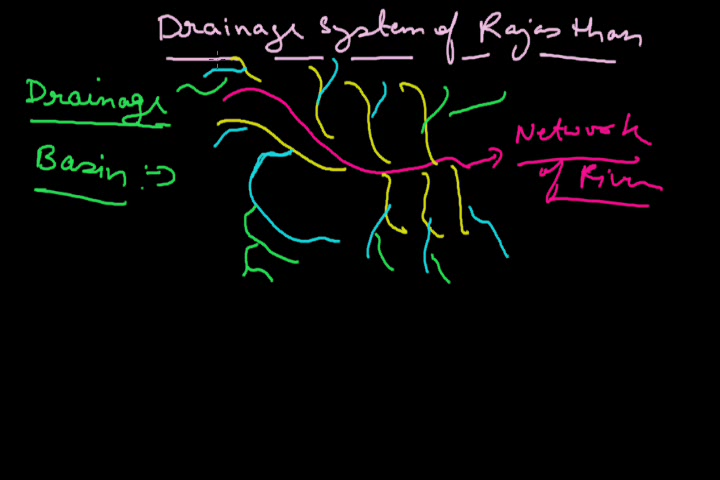 Drainage system of Rajasthan
Drainage
Basin :->
Network
of River